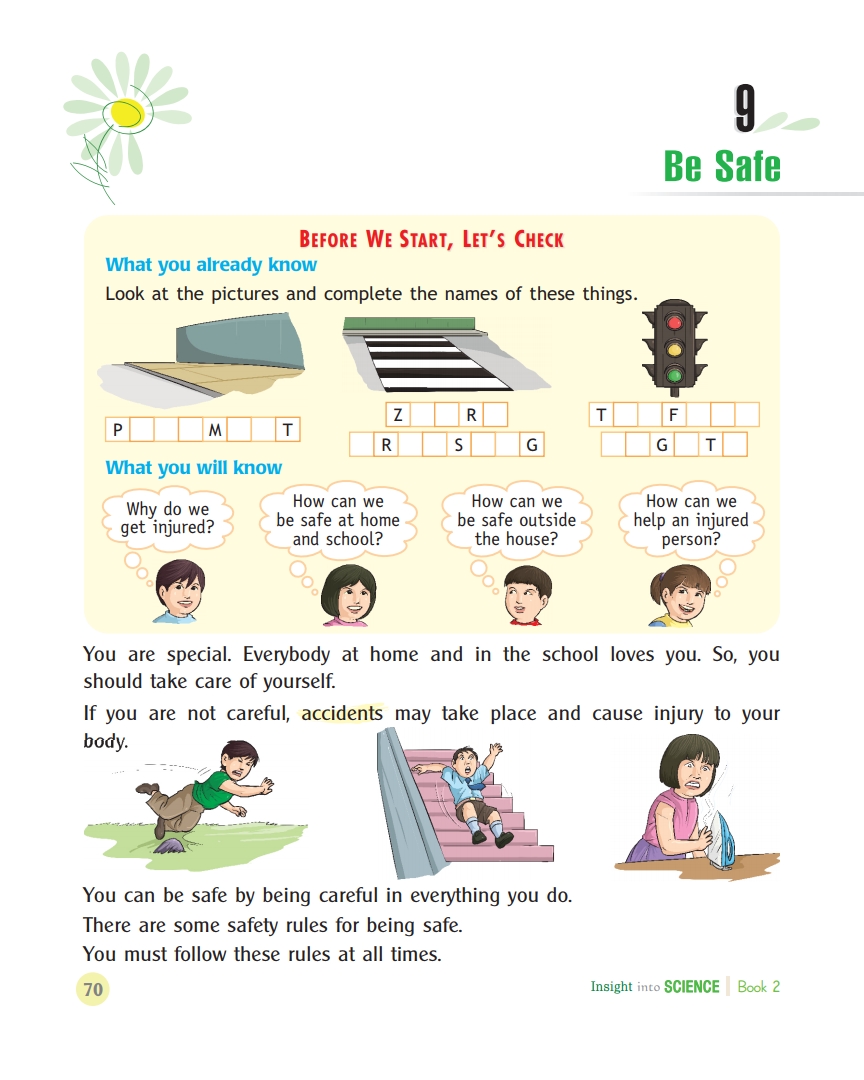 9
Be Safe
BEFORE WE START, LET'S CHECK
What you already know
Look at the pictures and complete the names of these things.
P M T
Z R
R S G
T F
G T
What you will know
Why do we
get injured?
How can we
be safe at home
and school?
How can we
be safe outside
the house?
How can we
help an injured
person?
You are special. Everybody at home and in the school loves you. So, you
should take care of yourself.
If you are not careful, accidents may take place and cause injury to your
body.
You can be safe by being careful in everything you do.
There are some safety rules for being safe.
You must follow these rules at all times.
70
Insight into SCIENCE Book 2